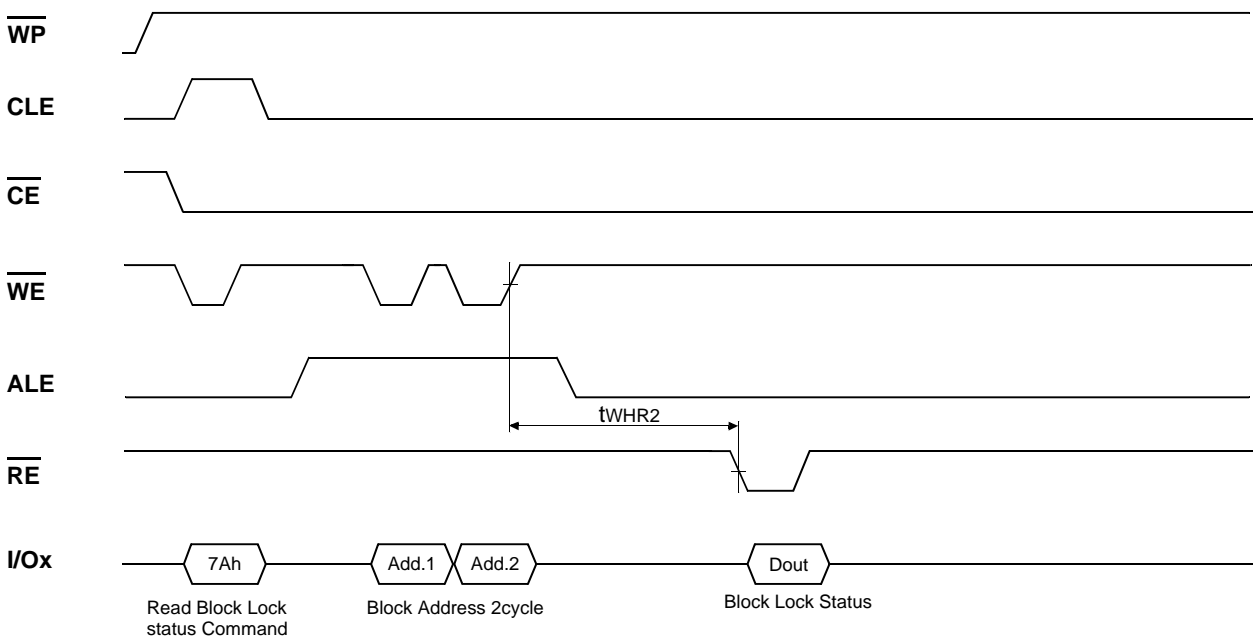 WP
CLE
CE
WE
ALE
tWHR2
RE
I/Ox
7Ah
Add.1
Add.2
Dout
Read Block Lock
status Command
Block Address 2cycle
Block Lock Status